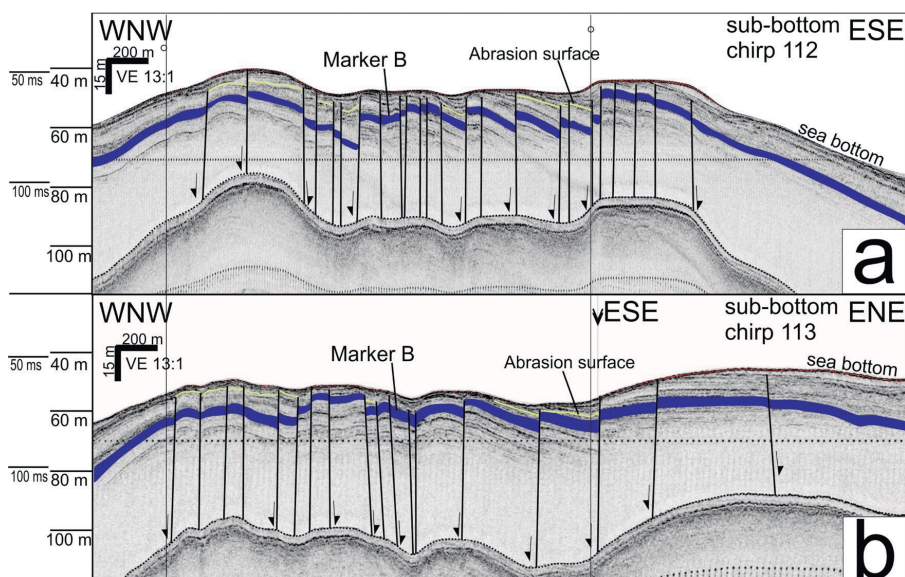 WNW
200 m
15 m
VE 13:1
Marker B
Abrasion surface
sub-bottom
chirp 112
ESE
50 ms
40 m
60 m
sea bottom
100 ms
80 m
100 m
a
WNW
200 m
15 m
VE 13:1
Marker B
Abrasion surface
ESE
sub-bottom
chirp 113
ENE
sea bottom
50 ms
40 m
60 m
100 ms
80 m
100 m
b